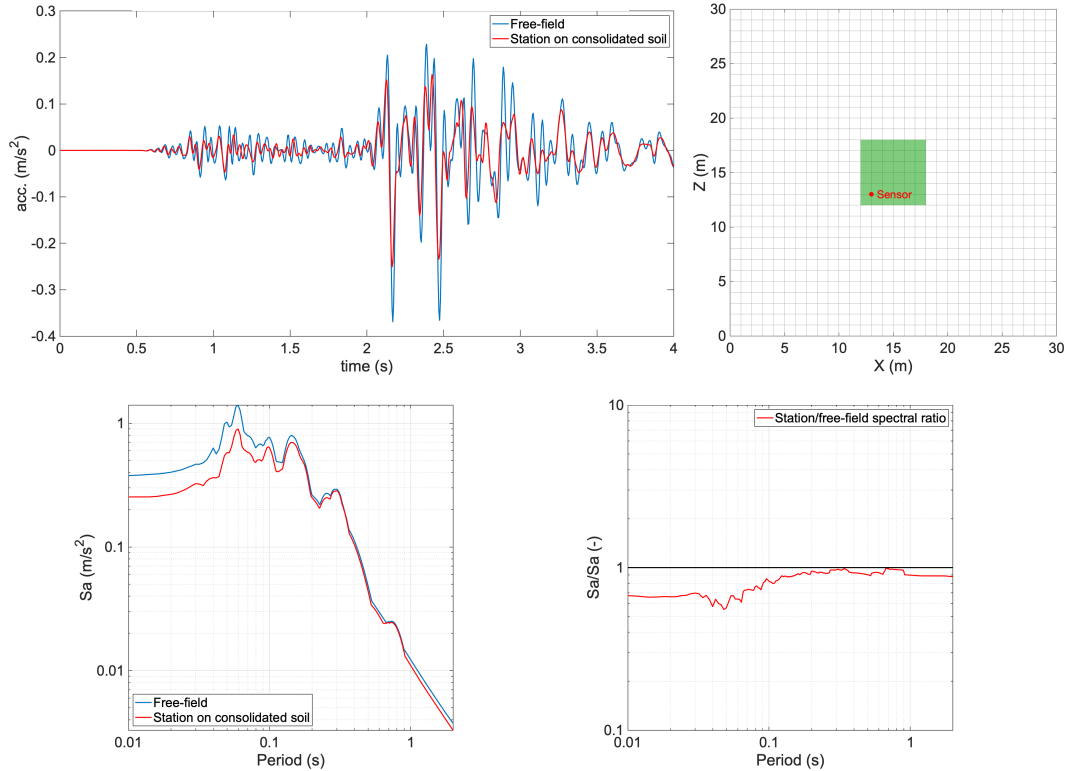 0.3
0.2
0.1
0
-0.1
-0.2
-0.3
-0.4
acc. (m/s²)
0 0.5 1 1.5 2 2.5 3 3.5 4
time (s)
Free-field
Station on consolidated soil
30
25
20
15
10
5
0
Z (m)
Sensor
0 5 10 15 20 25 30
X (m)
1
0.1
0.01
Sa (m/s²)
Free-field
Station on consolidated soil
0.01 0.1 1
Period (s)
10
1
0.1
Sa/Sa (-)
Station/free-field spectral ratio
0.01 0.1 1
Period (s)